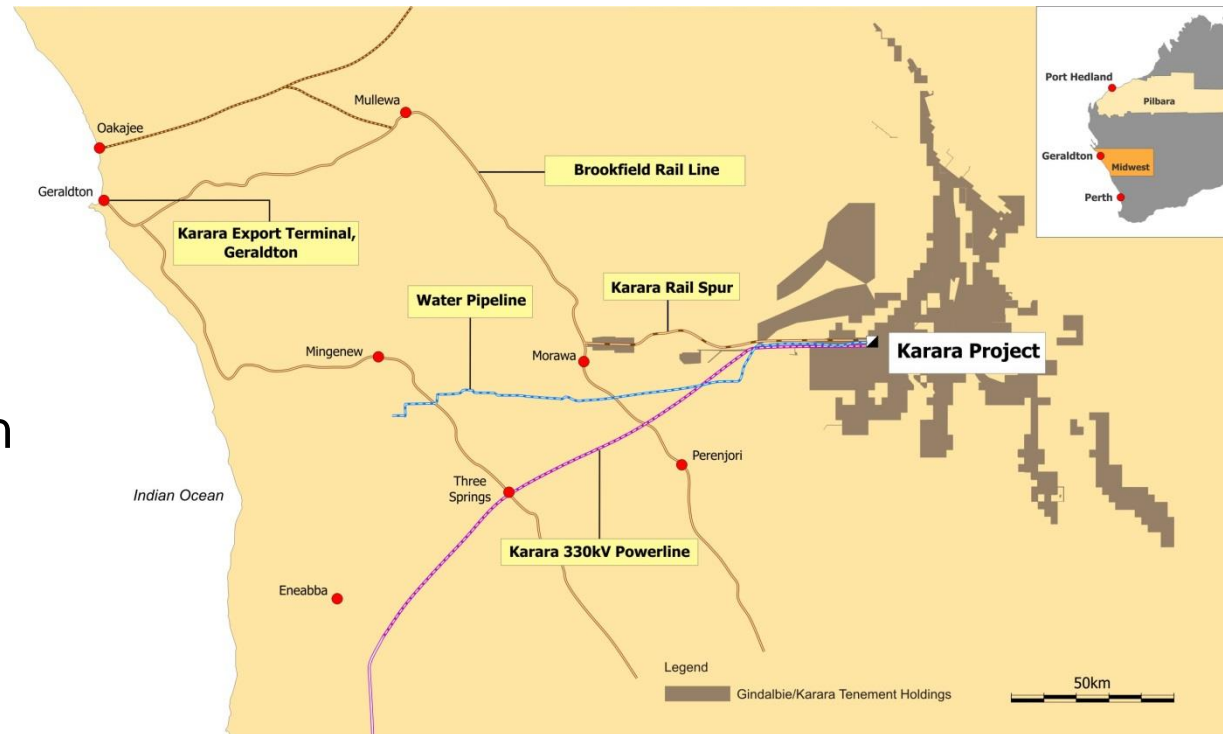 Port Hedland
Pilbara
Geraldton
Midwest
Perth
Mullewa
Oakajee
Brookfield Rail Line
Geraldton
Karara Export Terminal,
Geraldton
Karara Rail Spur
Water Pipeline
Karara Project
Mingenew
Morawa
n
Perenjori
Three
Springs
Indian Ocean
Karara 330kV Powerline
Eneabba
Legend
Gindalbie/Karara Tenement Holdings
50km